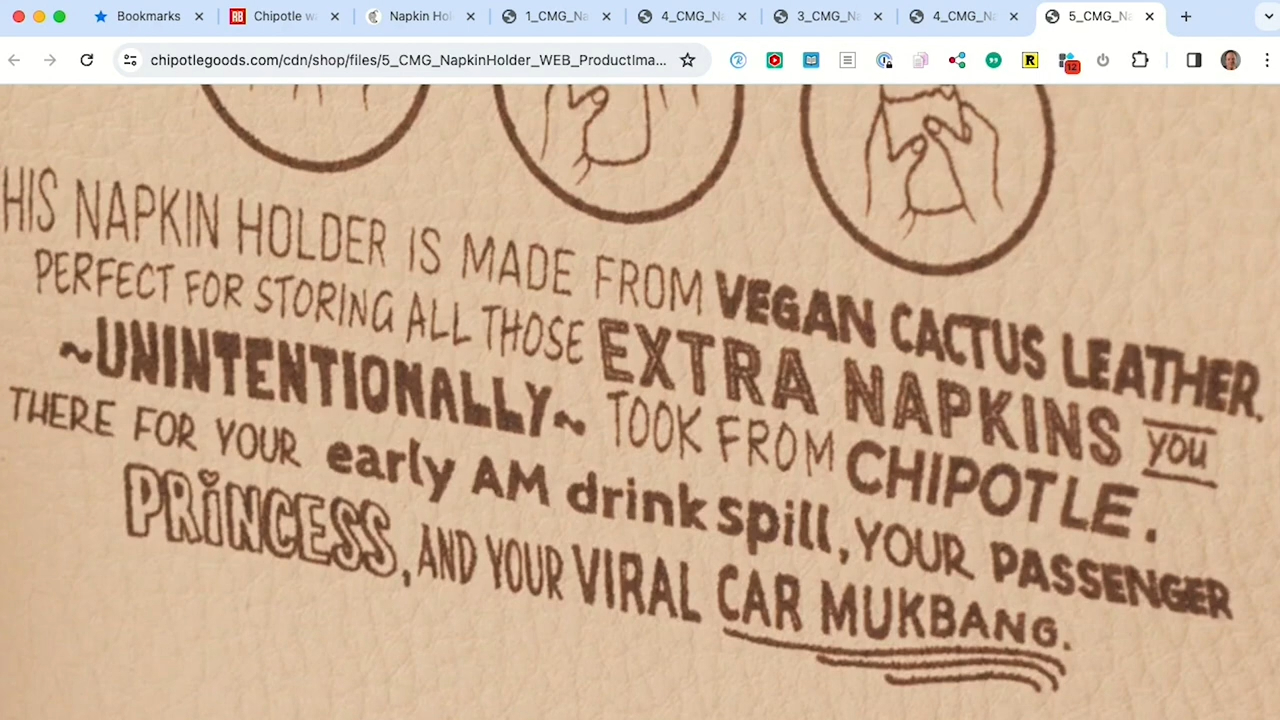 Bookmarks
Chipotle w
Napkin Hol
1_CMG_Na
4_CMG_Na
3_CMG_Na
4_CMG_Na
5_CMG_Na
chipotlegoods.com/cdn/shop/files/5_CMG_NapkinHolder_WEB_ProductIma...
12
HIS NAPKIN HOLDER IS MADE FROM VEGAN CACTUS LEATHER.
PERFECT FOR STORING ALL THOSE EXTRA NAPKINS YOU
~UNINTENTIONALLY~ TOOK FROM CHIPOTLE.
THERE FOR YOUR early AM drink spill, YOUR PASSENGER
PRiNCESS, AND YOUR VIRAL CAR MUKBANG.